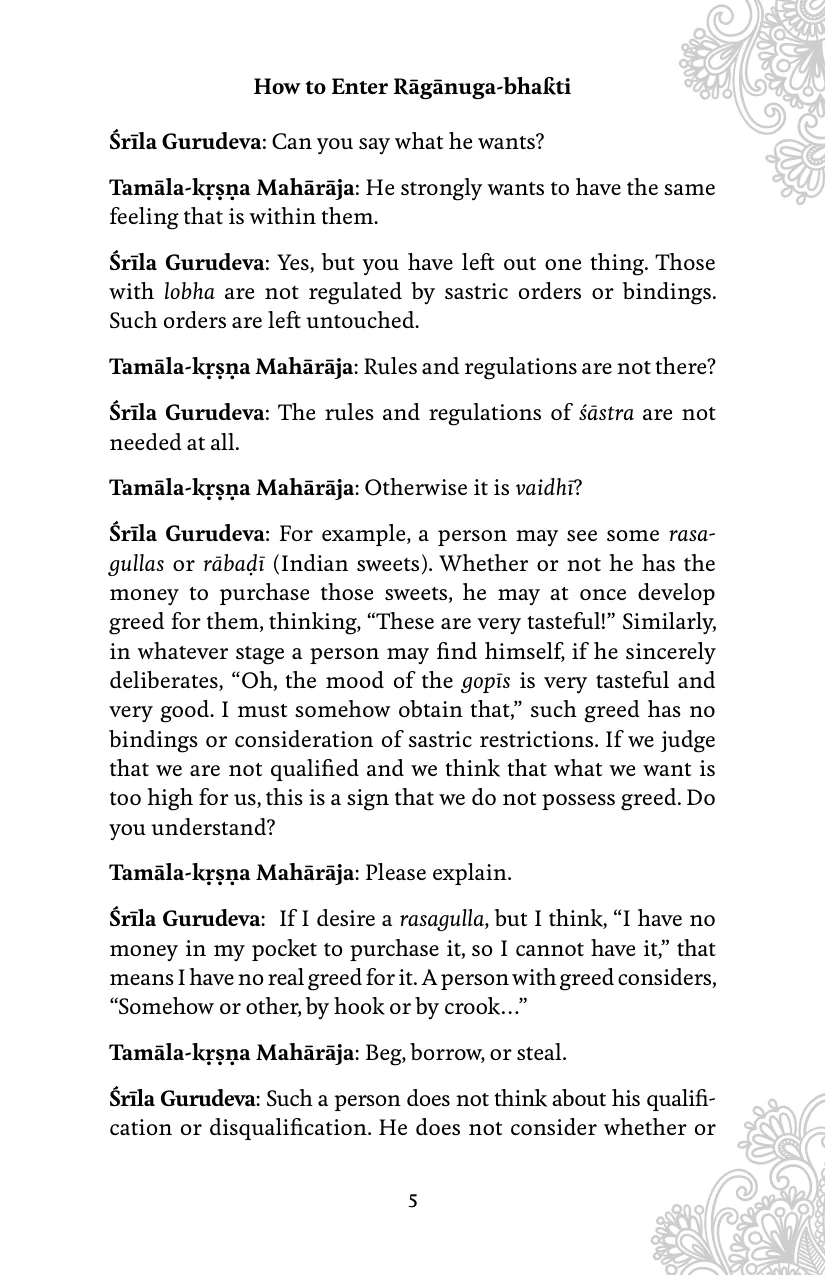 How to Enter Rāgānuga-bhakti
Śrīla Gurudeva: Can you say what he wants?
Tamāla-kṛṣṇa Mahārāja: He strongly wants to have the same
feeling that is within them.
Śrīla Gurudeva: Yes, but you have left out one thing. Those
with lobha are not regulated by sastric orders or bindings.
Such orders are left untouched.
Tamāla-kṛṣṇa Mahārāja: Rules and regulations are not there?
Śrīla Gurudeva: The rules and regulations of śāstra are not
needed at all.
Tamāla-kṛṣṇa Mahārāja: Otherwise it is vaidhī?
Śrīla Gurudeva: For example, a person may see some rasa-
gullas or rābaḍī (Indian sweets). Whether or not he has the
money to purchase those sweets, he may at once develop
greed for them, thinking, “These are very tasteful!” Similarly,
in whatever stage a person may find himself, if he sincerely
deliberates, “Oh, the mood of the gopīs is very tasteful and
very good. I must somehow obtain that,” such greed has no
bindings or consideration of sastric restrictions. If we judge
that we are not qualified and we think that what we want is
too high for us, this is a sign that we do not possess greed. Do
you understand?
Tamāla-kṛṣṇa Mahārāja: Please explain.
Śrīla Gurudeva: If I desire a rasagulla, but I think, “I have no
money in my pocket to purchase it, so I cannot have it,” that
means I have no real greed for it. A person with greed considers,
“Somehow or other, by hook or by crook…”
Tamāla-kṛṣṇa Mahārāja: Beg, borrow, or steal.
Śrīla Gurudeva: Such a person does not think about his qualifi-
cation or disqualification. He does not consider whether or
5